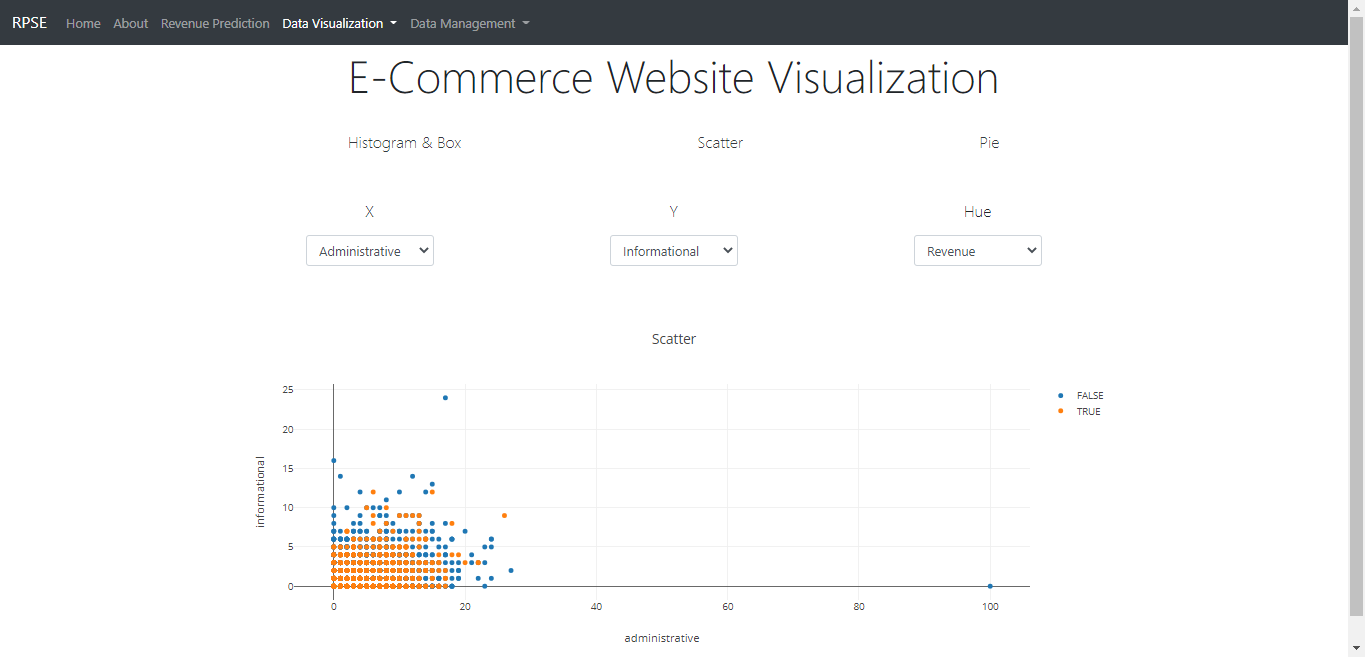 RPSE Home About Revenue Prediction Data Visualization Data Management
E-Commerce Website Visualization
Histogram & Box Scatter Pie
X Y Hue
Administrative Informational Revenue
Scatter
25
20
15
10
5
0
informational
0 20 40 60 80 100
administrative
FALSE
TRUE